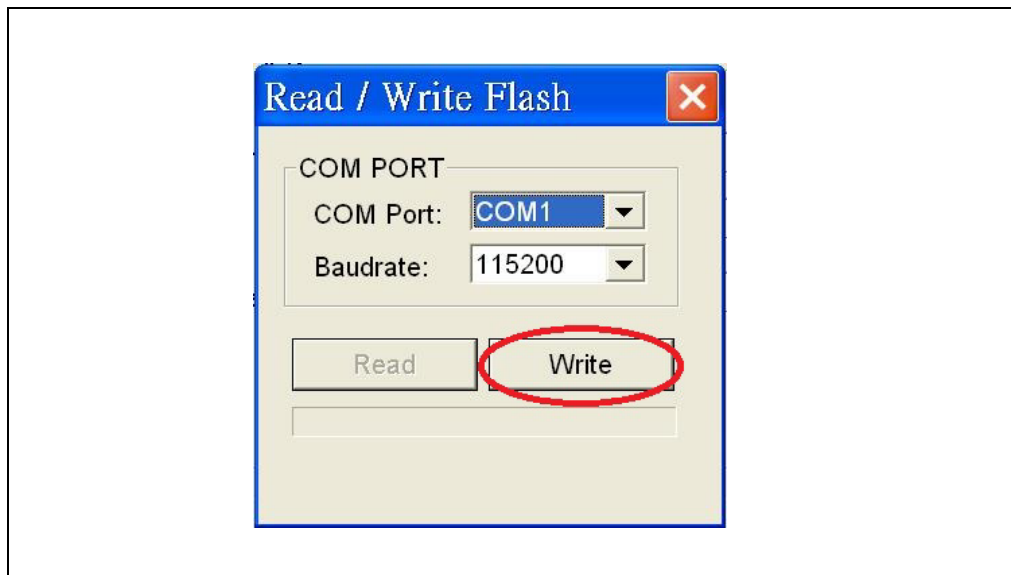 Read / Write Flash
COM PORT
COM Port: COM1
Baudrate: 115200
Read Write